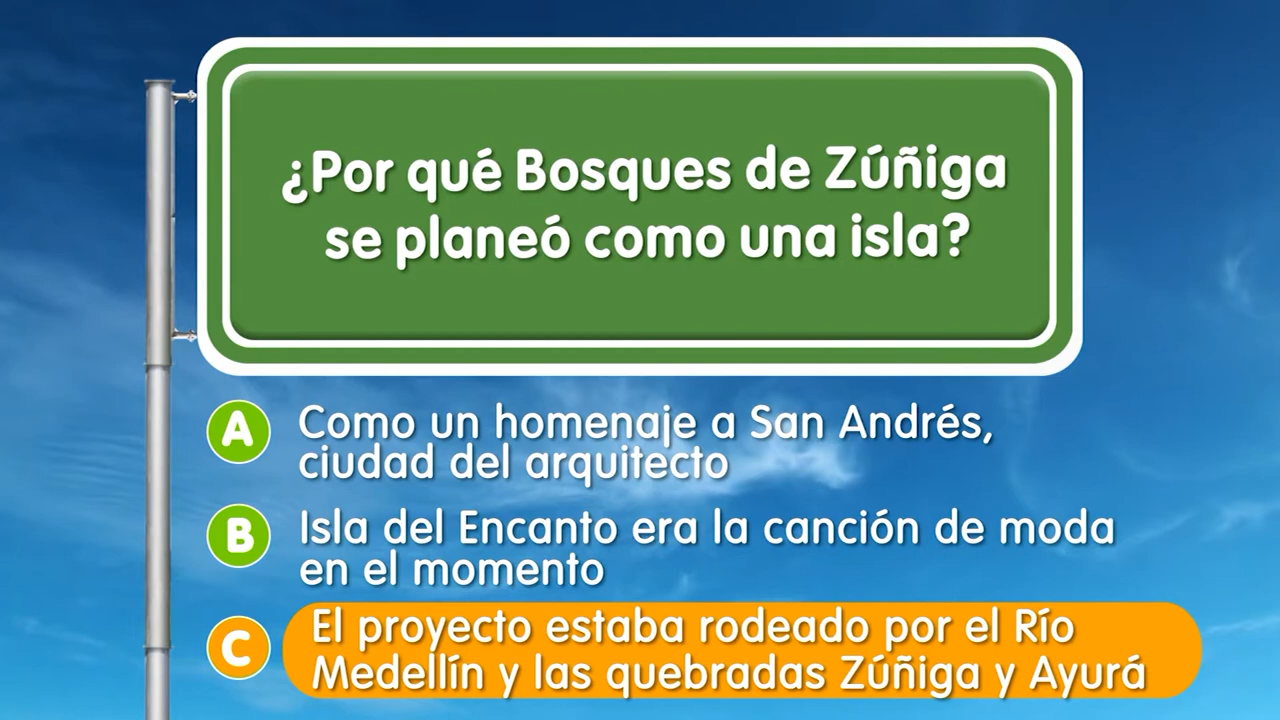 ¿Por qué Bosques de Zúñiga
se planeó como una isla?
A
Como un homenaje a San Andrés,
ciudad del arquitecto
B
Isla del Encanto era la canción de moda
en el momento
C
El proyecto estaba rodeado por el Río
Medellín y las quebradas Zúñiga y Ayurá